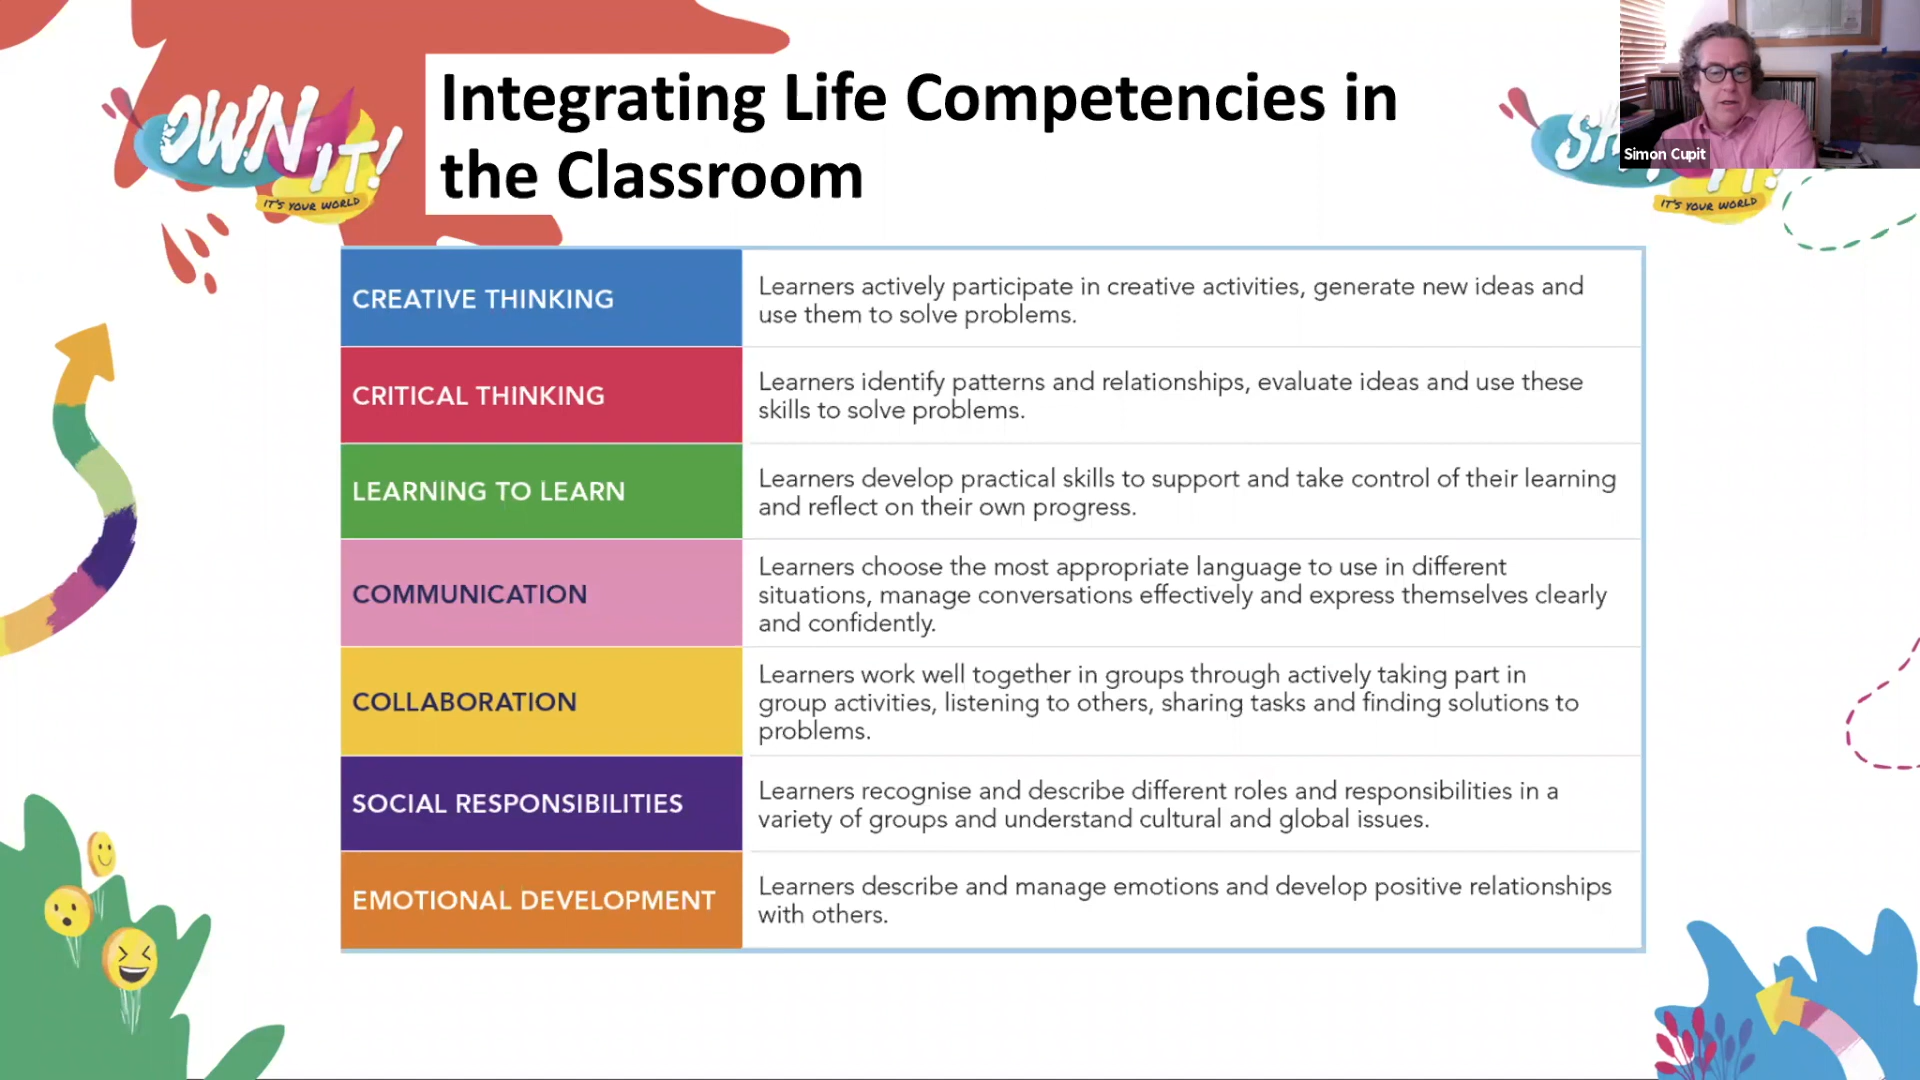 OWN IT!
IT'S YOUR WORLD
Integrating Life Competencies in
the Classroom
Simon Cupit
IT'S YOUR WORLD
CREATIVE THINKING
Learners actively participate in creative activities, generate new ideas and
use them to solve problems.
CRITICAL THINKING
Learners identify patterns and relationships, evaluate ideas and use these
skills to solve problems.
LEARNING TO LEARN
Learners develop practical skills to support and take control of their learning
and reflect on their own progress.
COMMUNICATION
Learners choose the most appropriate language to use in different
situations, manage conversations effectively and express themselves clearly
and confidently.
COLLABORATION
Learners work well together in groups through actively taking part in
group activities, listening to others, sharing tasks and finding solutions to
problems.
SOCIAL RESPONSIBILITIES
Learners recognise and describe different roles and responsibilities in a
variety of groups and understand cultural and global issues.
EMOTIONAL DEVELOPMENT
Learners describe and manage emotions and develop positive relationships
with others.